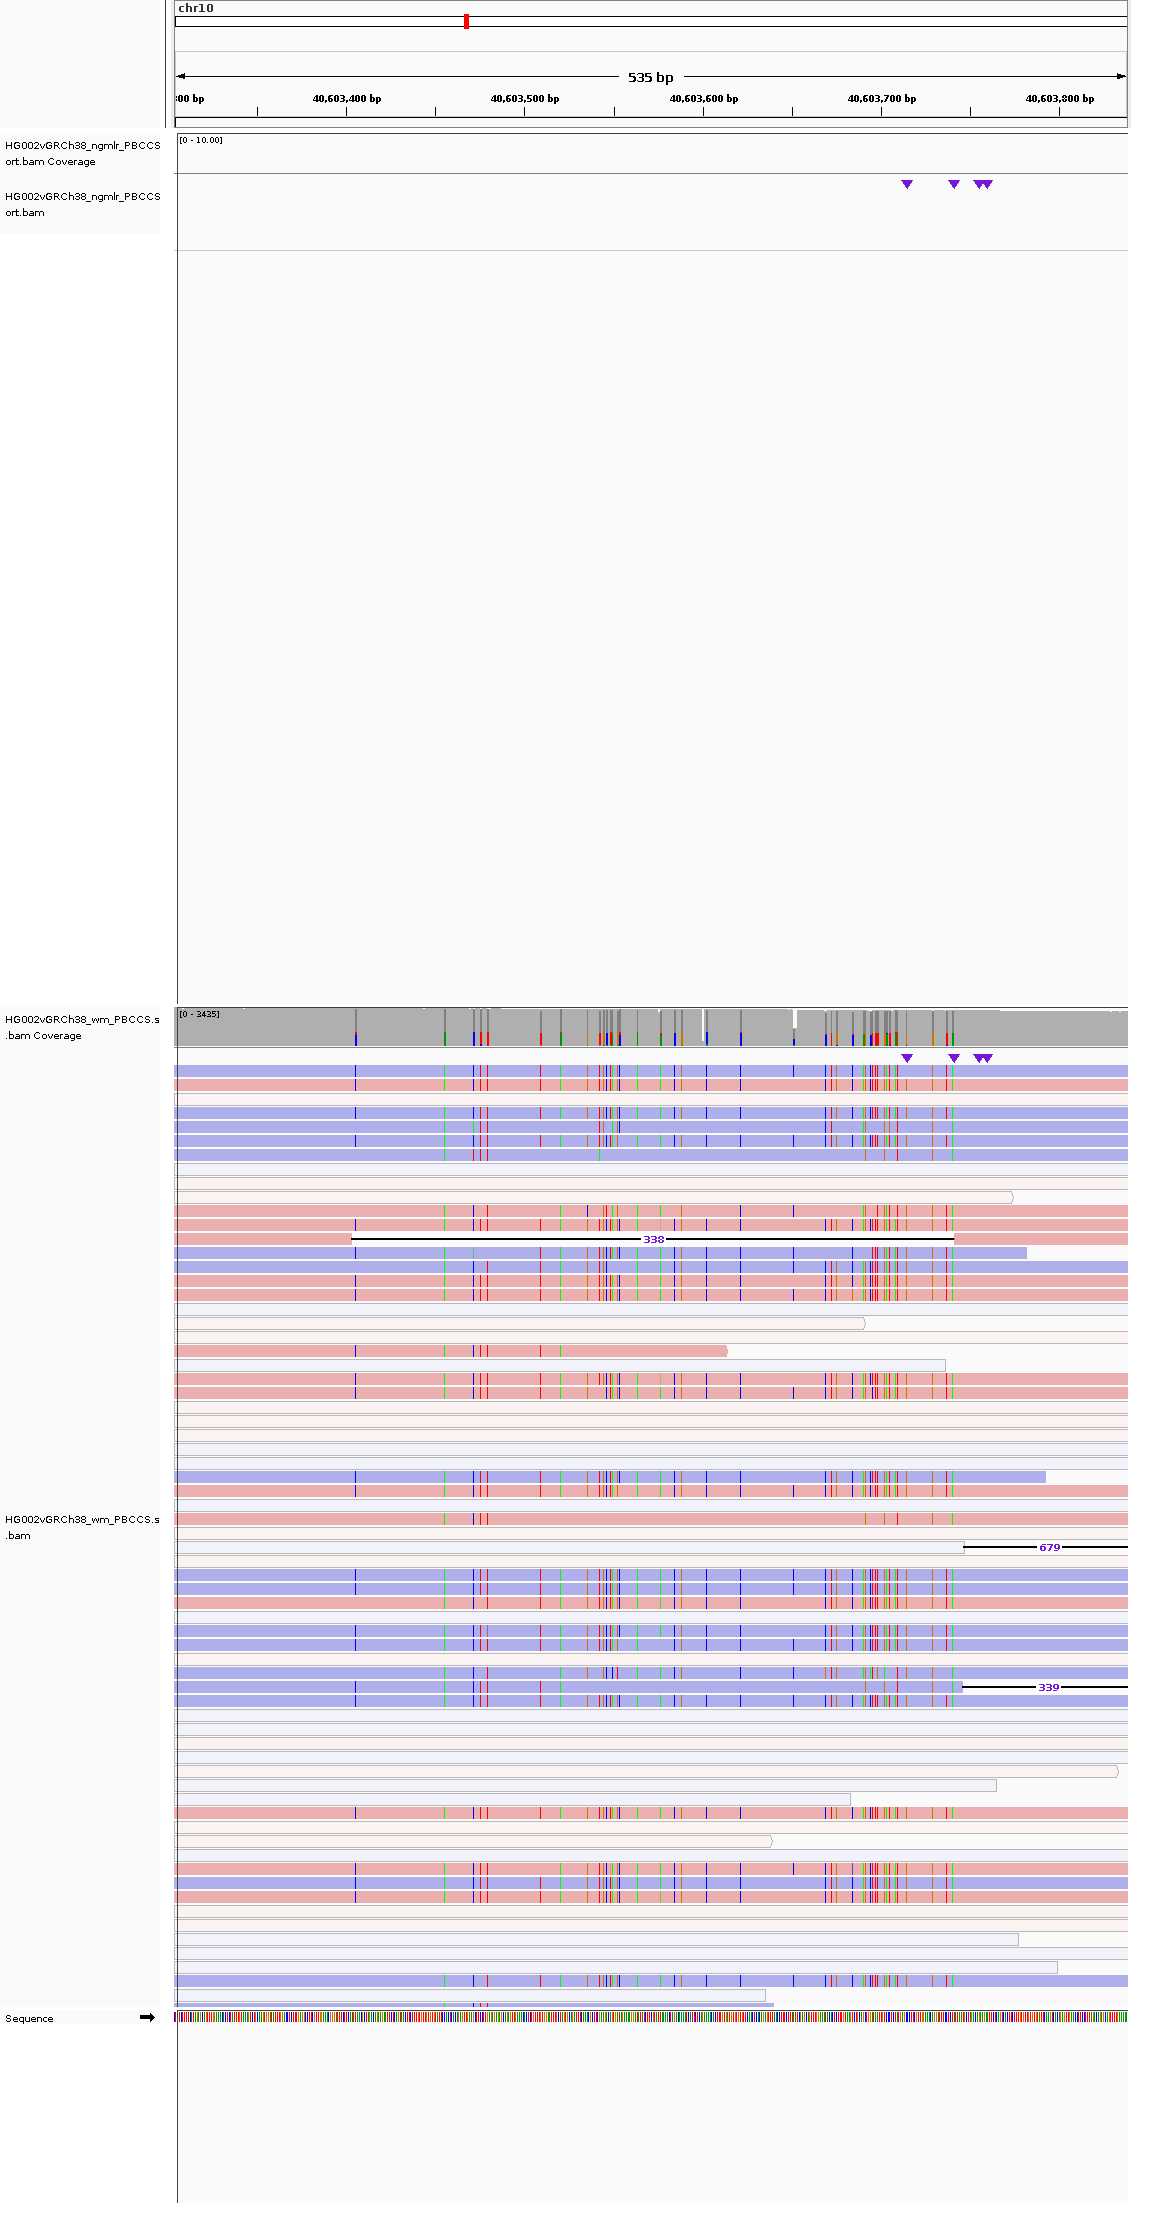 chr10
535 bp
:00 bp
40,603,400 bp
40,603,500 bp
40,603,600 bp
40,603,700 bp
40,603,800 bp
HG002vGRCh38_ngmlr_PBCCS
ort.bam Coverage
[0 - 10.00]
HG002vGRCh38_ngmlr_PBCCS
ort.bam
HG002vGRCh38_wm_PBCCS.s
.bam Coverage
[0 - 3435]
338
HG002vGRCh38_wm_PBCCS.s
.bam
679
339
Sequence